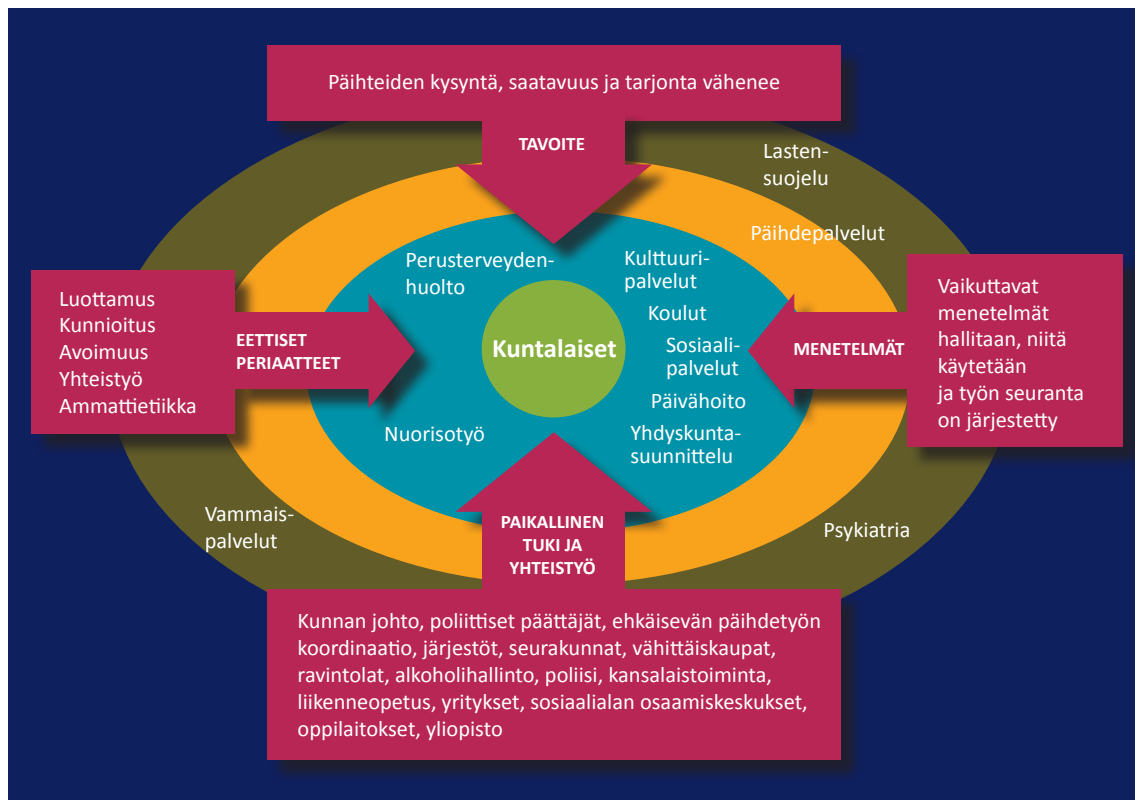 Päihteiden kysyntä, saatavuus ja tarjonta vähenee
TAVOITE
Lasten-
suojelu
Päihdepalvelut
Perusterveyden-
huolto
Kulttuuri-
palvelut
Koulut
Sosiaali-
palvelut
Päivähoito
Yhdyskunta-
suunnittelu
Kuntalaiset
Nuorisotyö
Luottamus
Kunnioitus
Avoimuus
Yhteistyö
Ammattietiikka
EETTISET
PERIAATTEET
MENETELMÄT
Vaikuttavat
menetelmät
hallitaan, niitä
käytetään
ja työn seuranta
on järjestetty
Vammais-
palvelut
Psykiatria
PAIKALLINEN
TUKI JA
YHTEISTYÖ
Kunnan johto, poliittiset päättäjät, ehkäisevän päihdetyön
koordinaatio, järjestöt, seurakunnat, vähittäiskaupat,
ravintolat, alkoholihallinto, poliisi, kansalaistoiminta,
liikenneopetus, yritykset, sosiaalialan osaamiskeskukset,
oppilaitokset, yliopisto